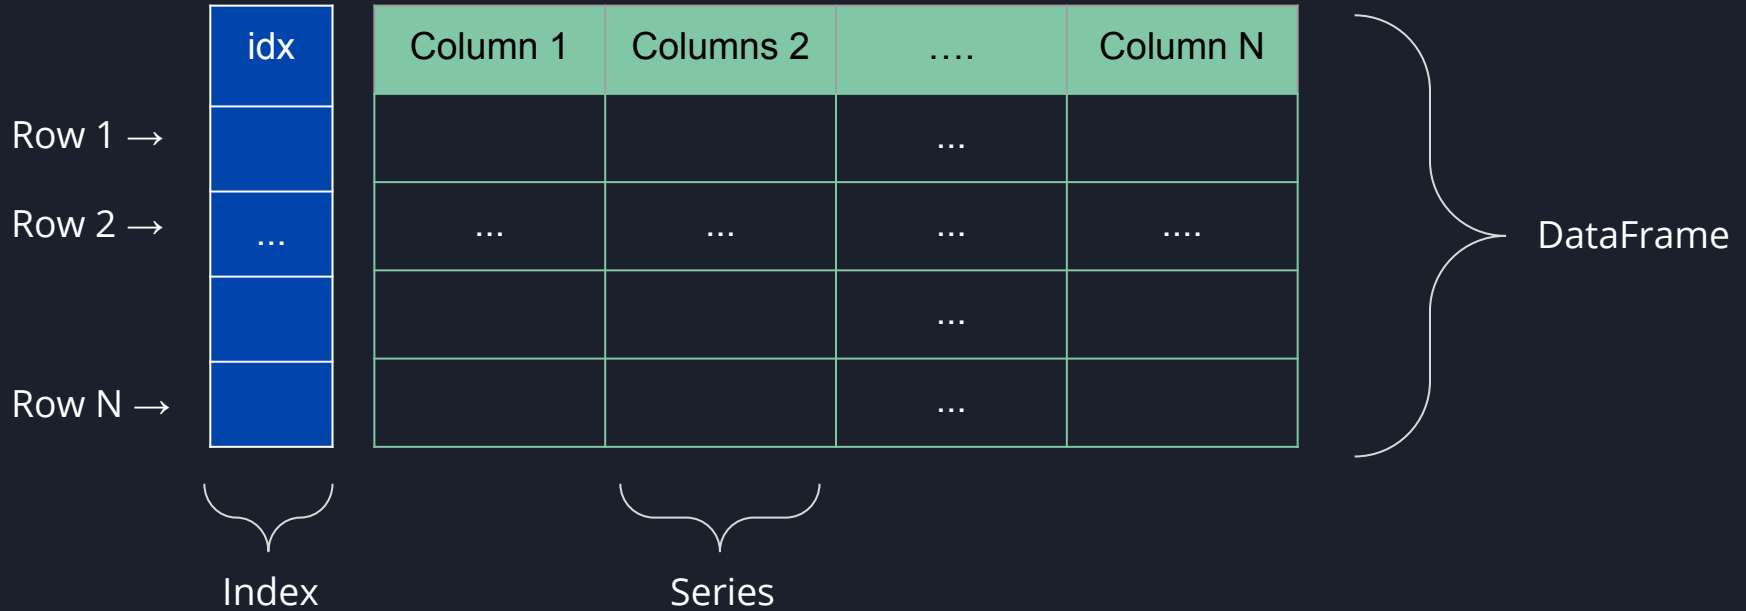 idx Column 1 Columns 2 .... Column N
Row 1 → ...
Row 2 → ... ... ... ... ....
...
Row N → ...
DataFrame
Index Series